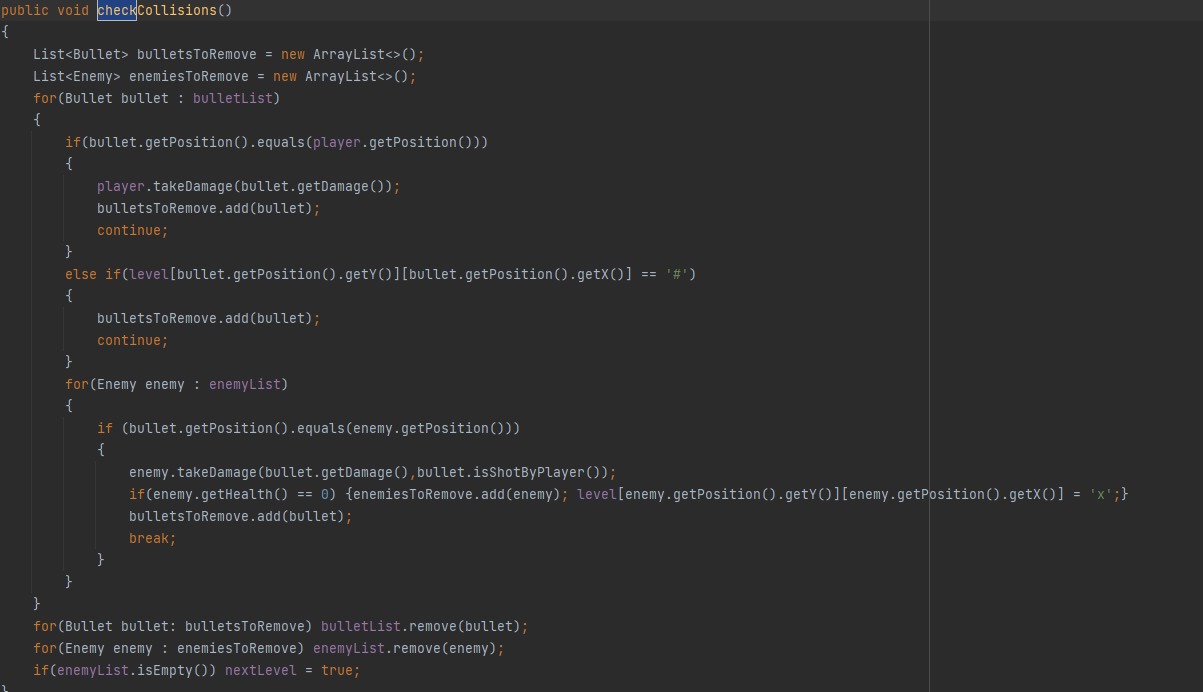 public void checkCollisions()
{
    List<Bullet> bulletsToRemove = new ArrayList<>();
    List<Enemy> enemiesToRemove = new ArrayList<>();
    for(Bullet bullet : bulletList)
    {
        if(bullet.getPosition().equals(player.getPosition()))
        {
            player.takeDamage(bullet.getDamage());
            bulletsToRemove.add(bullet);
            continue;
        }
        else if(level[bullet.getPosition().getY()][bullet.getPosition().getX()] == '#')
        {
            bulletsToRemove.add(bullet);
            continue;
        }
        for(Enemy enemy : enemyList)
        {
            if (bullet.getPosition().equals(enemy.getPosition()))
            {
                enemy.takeDamage(bullet.getDamage(),bullet.isShotByPlayer());
                if(enemy.getHealth() == 0) {enemiesToRemove.add(enemy); level[enemy.getPosition().getY()][enemy.getPosition().getX()] = 'x';}
                bulletsToRemove.add(bullet);
                break;
            }
        }
    }
    for(Bullet bullet: bulletsToRemove) bulletList.remove(bullet);
    for(Enemy enemy : enemiesToRemove) enemyList.remove(enemy);
    if(enemyList.isEmpty()) nextLevel = true;
}